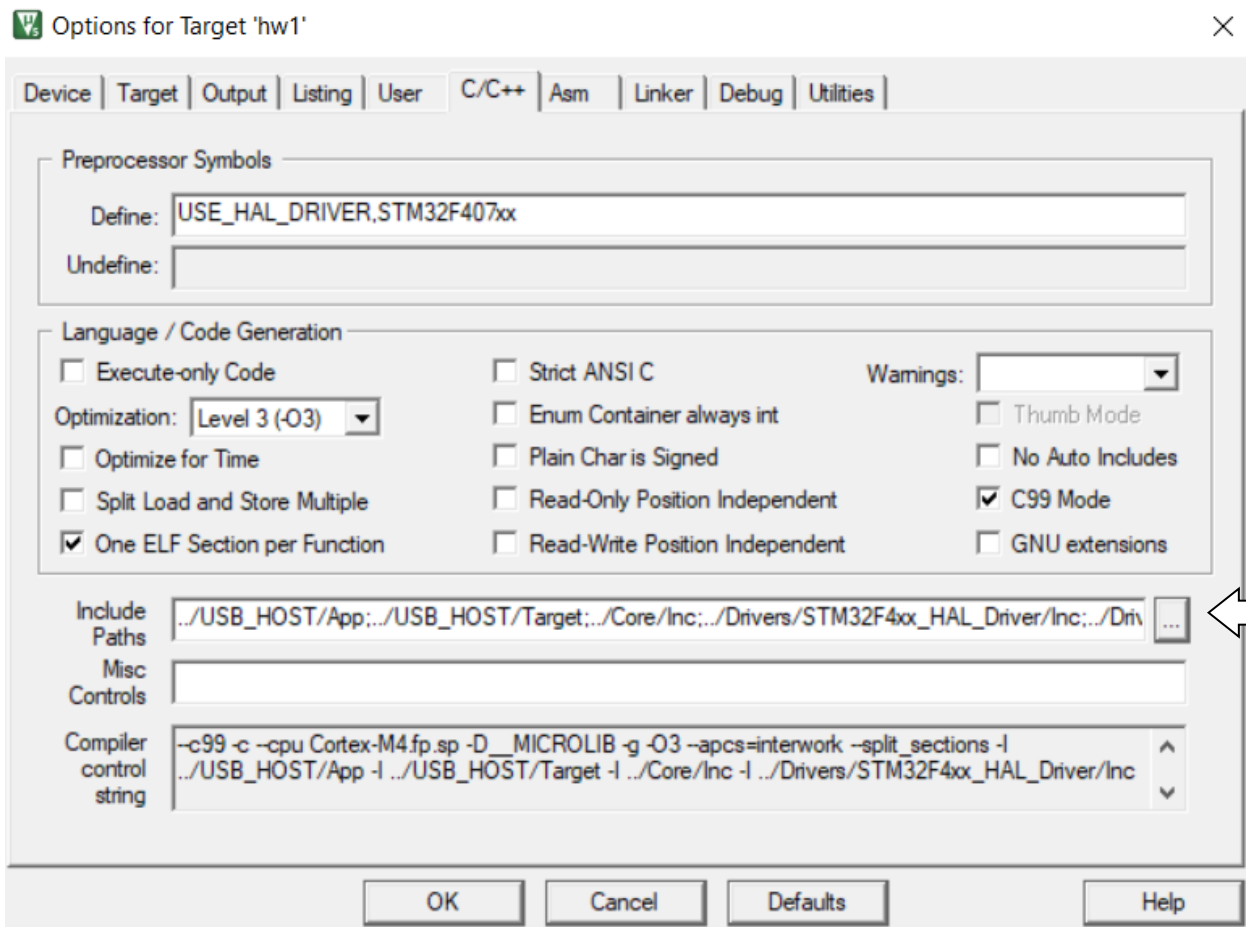 Options for Target 'hw1'
Device Target Output Listing User C/C++ Asm Linker Debug Utilities
Preprocessor Symbols
Define: USE_HAL_DRIVER,STM32F407xx
Undefine:
Language / Code Generation
Execute-only Code
Strict ANSI C
Warnings:
Optimization: Level 3 (-O3)
Enum Container always int
Thumb Mode
Optimize for Time
Plain Char is Signed
No Auto Includes
Split Load and Store Multiple
Read-Only Position Independent
C99 Mode
One ELF Section per Function
Read-Write Position Independent
GNU extensions
Include
Paths
../USB_HOST/App;../USB_HOST/Target;../Core/Inc;../Drivers/STM32F4xx_HAL_Driver/Inc;../Driv
...
Misc
Controls
Compiler
control
string
--c99 -c --cpu Cortex-M4.fp.sp -D__MICROLIB -g -O3 --apcs=interwork --split_sections -I
../USB_HOST/App -I ../USB_HOST/Target -I ../Core/Inc -I ../Drivers/STM32F4xx_HAL_Driver/Inc
OK Cancel Defaults Help